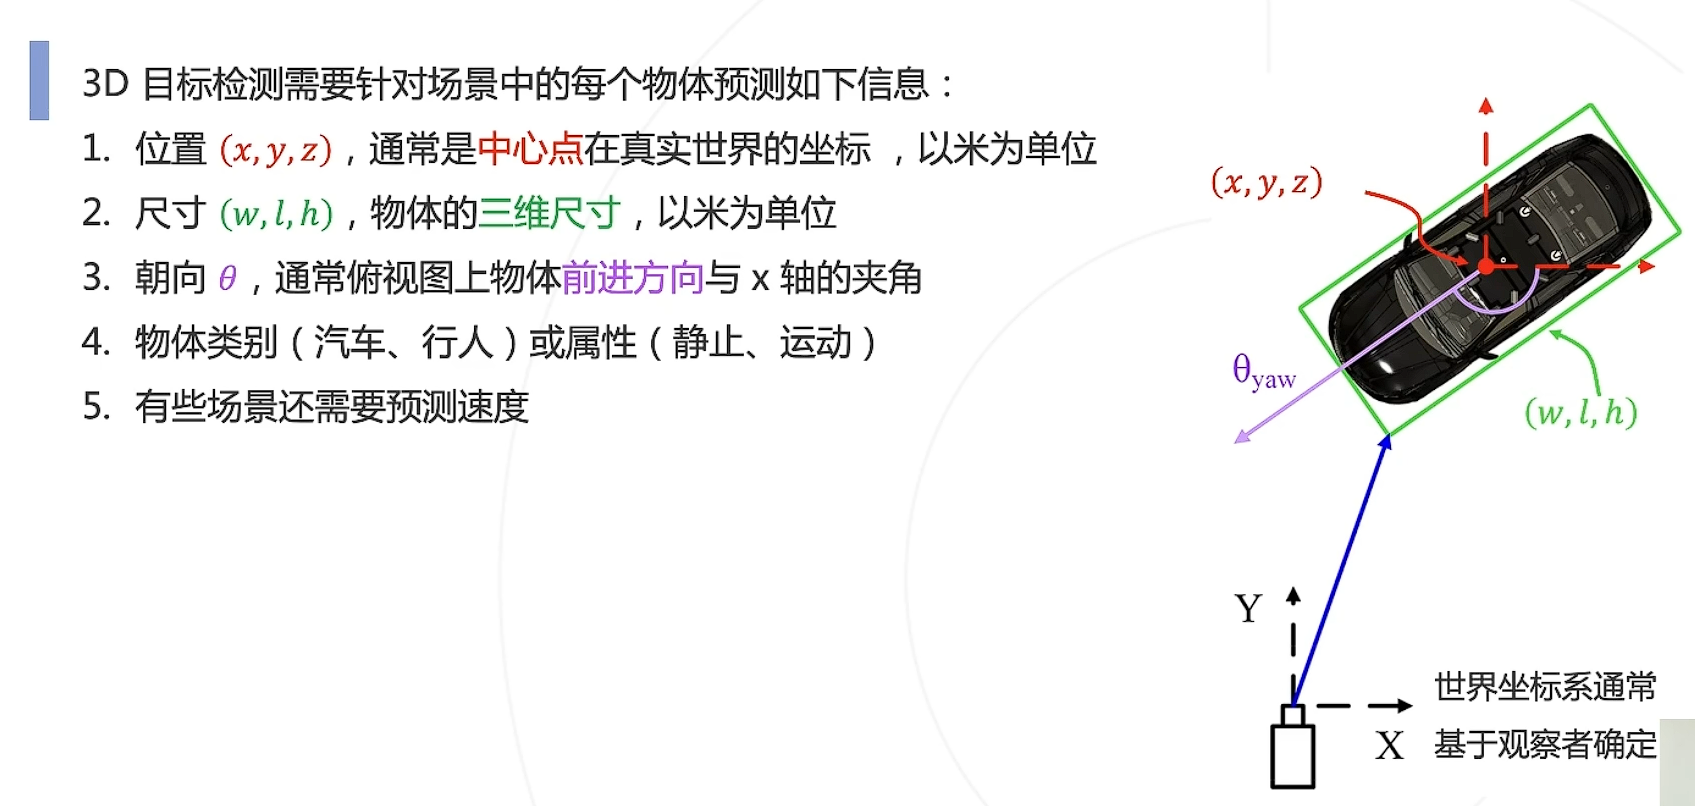 3D 目标检测需要针对场景中的每个物体预测如下信息：
1. 位置 (x, y, z)，通常是中心点在真实世界的坐标 ，以米为单位
2. 尺寸 (w, l, h)，物体的三维尺寸，以米为单位
3. 朝向 θ，通常俯视图上物体前进方向与 x 轴的夹角
4. 物体类别（汽车、行人）或属性（静止、运动）
5. 有些场景还需要预测速度
(x, y, z)
θyaw
(w, l, h)
Y
X
世界坐标系通常
基于观察者确定